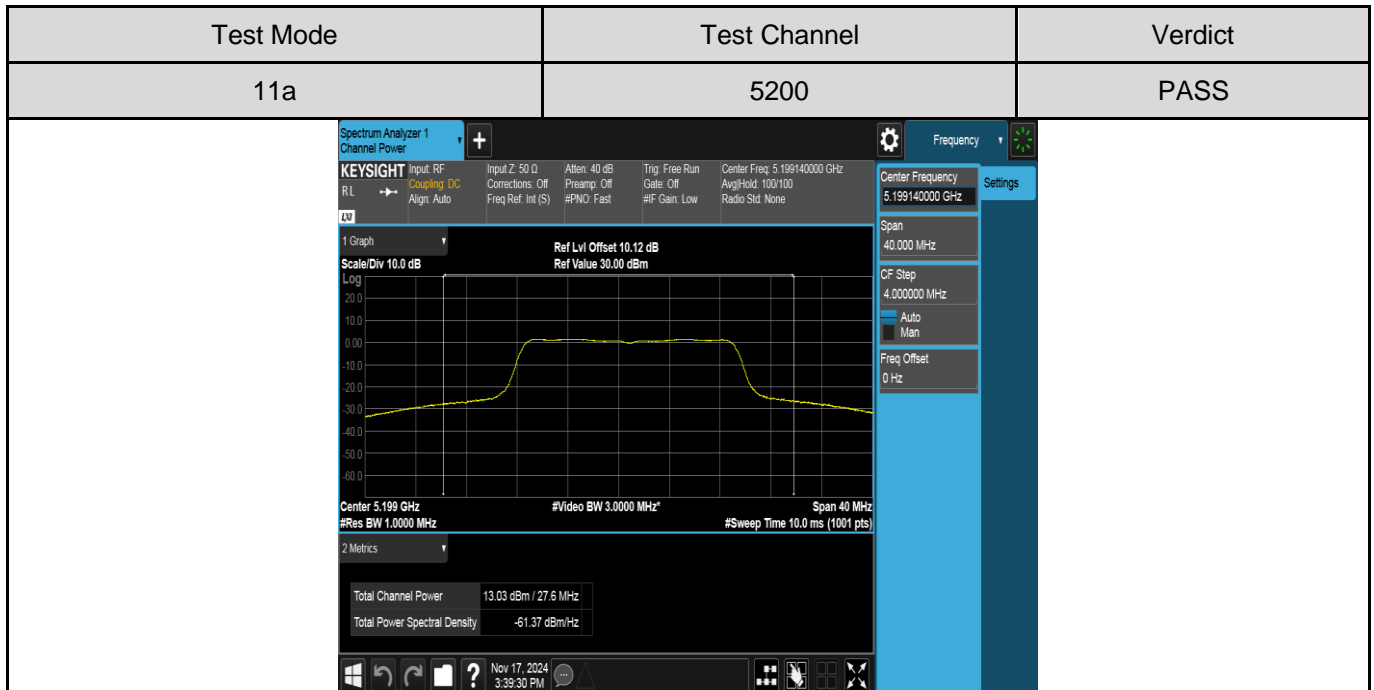 Test Mode Test Channel Verdict
11a 5200 PASS
Spectrum Analyzer 1
Channel Power
+
Frequency
KEYSIGHT
RL
LXI
Input: RF
Coupling: DC
Align: Auto
Input Z: 50 Ω
Corrections: Off
Freq Ref: Int (S)
Atten: 40 dB
Preamp: Off
#PNO: Fast
Trig: Free Run
Gate: Off
#IF Gain: Low
Center Freq: 5.199140000 GHz
Avg|Hold: 100/100
Radio Std: None
Center Frequency
5.199140000 GHz
Settings
Span
40.000 MHz
CF Step
4.000000 MHz
Auto
Man
Freq Offset
0 Hz
1 Graph
Scale/Div 10.0 dB
Ref Lvl Offset 10.12 dB
Ref Value 30.00 dBm
Log
20.0
10.0
0.00
-10.0
-20.0
-30.0
-40.0
-50.0
-60.0
Center 5.199 GHz #Video BW 3.0000 MHz* Span 40 MHz
#Res BW 1.0000 MHz #Sweep Time 10.0 ms (1001 pts)
2 Metrics
Total Channel Power 13.03 dBm / 27.6 MHz
Total Power Spectral Density -61.37 dBm/Hz
?
Nov 17, 2024
3:39:30 PM